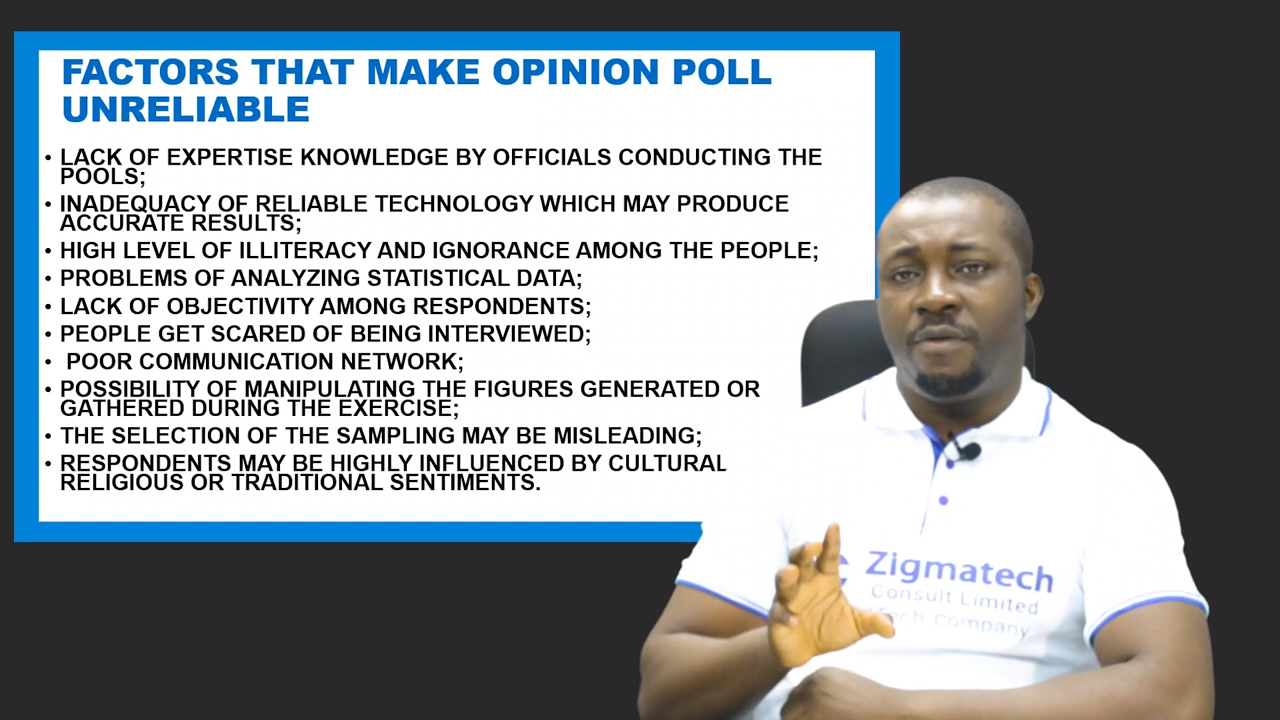 FACTORS THAT MAKE OPINION POLL
UNRELIABLE
• LACK OF EXPERTISE KNOWLEDGE BY OFFICIALS CONDUCTING THE
POOLS;
• INADEQUACY OF RELIABLE TECHNOLOGY WHICH MAY PRODUCE
ACCURATE RESULTS;
• HIGH LEVEL OF ILLITERACY AND IGNORANCE AMONG THE PEOPLE;
• PROBLEMS OF ANALYZING STATISTICAL DATA;
• LACK OF OBJECTIVITY AMONG RESPONDENTS;
• PEOPLE GET SCARED OF BEING INTERVIEWED;
• POOR COMMUNICATION NETWORK;
• POSSIBILITY OF MANIPULATING THE FIGURES GENERATED OR
GATHERED DURING THE EXERCISE;
• THE SELECTION OF THE SAMPLING MAY BE MISLEADING;
• RESPONDENTS MAY BE HIGHLY INFLUENCED BY CULTURAL
RELIGIOUS OR TRADITIONAL SENTIMENTS.
Zigmatech
Consult Limited
Tech Company